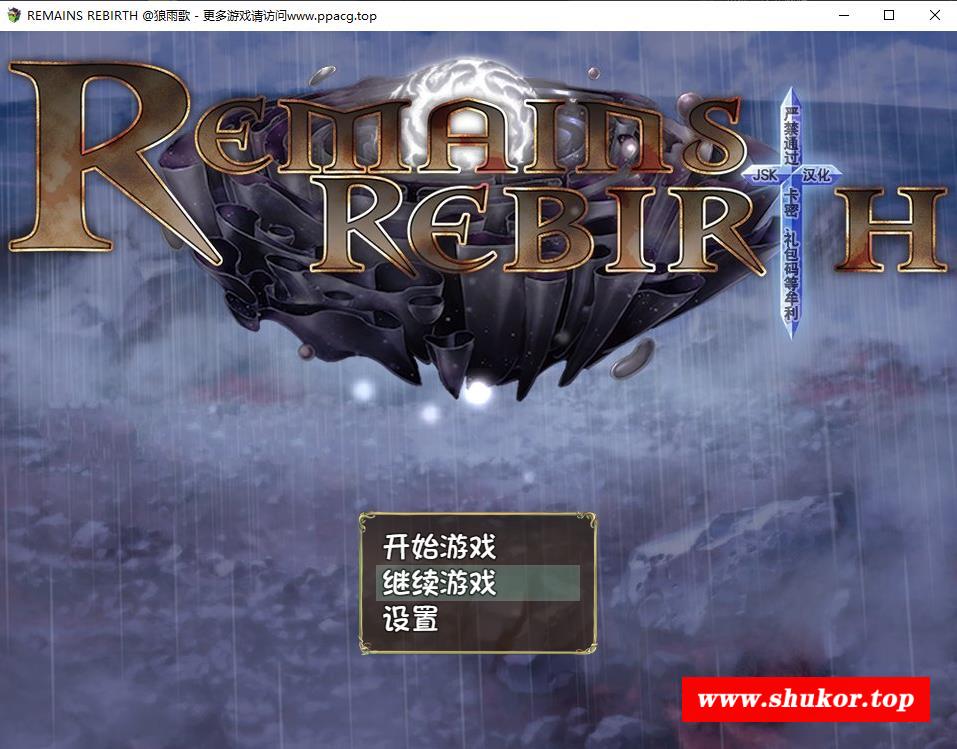 REMAINS REBIRTH @狼雨歌 - 更多游戏请访问www.ppacg.top
REMAINS
REBIRTH
严禁通过
JSK 汉化
卡密、礼包码等牟利
开始游戏
继续游戏
设置
www.shukor.top